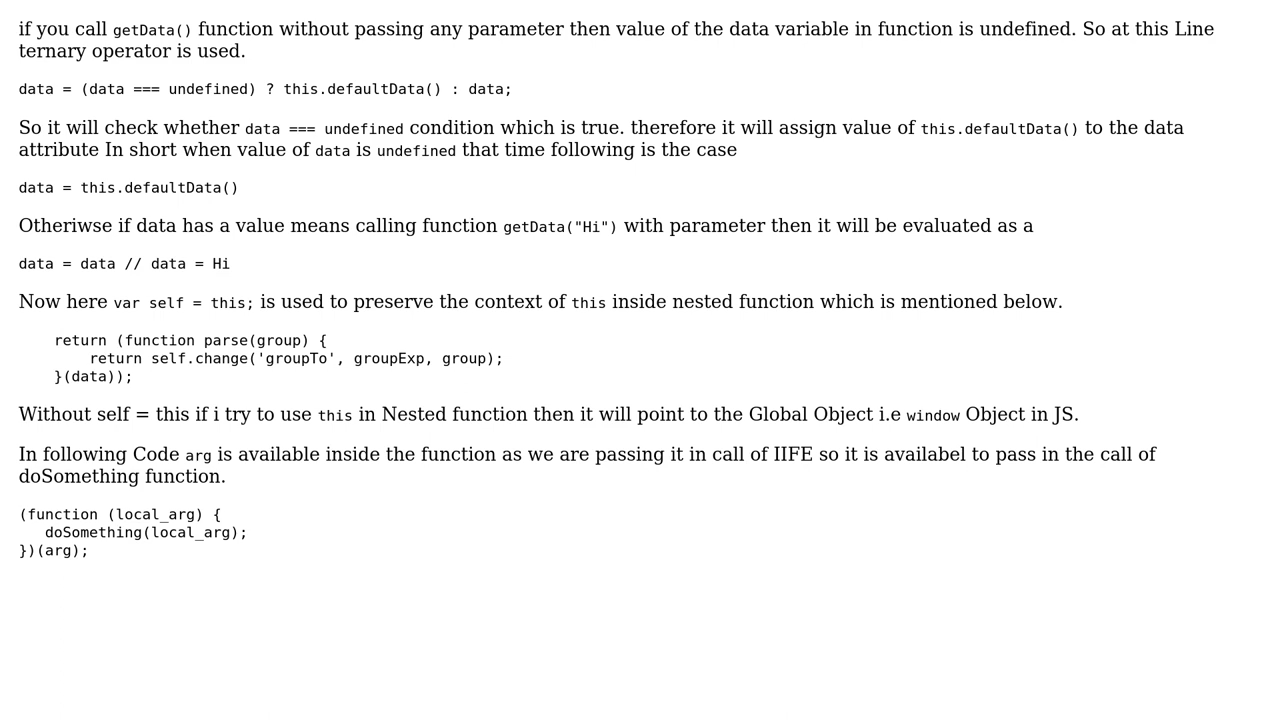 if you call getData() function without passing any parameter then value of the data variable in function is undefined. So at this Line
ternary operator is used.
data = (data === undefined) ? this.defaultData() : data;
So it will check whether data === undefined condition which is true. therefore it will assign value of this.defaultData() to the data
attribute In short when value of data is undefined that time following is the case
data = this.defaultData()
Otheriwse if data has a value means calling function getData("Hi") with parameter then it will be evaluated as a
data = data // data = Hi
Now here var self = this; is used to preserve the context of this inside nested function which is mentioned below.
    return (function parse(group) {
        return self.change('groupTo', groupExp, group);
    }(data));
Without self = this if i try to use this in Nested function then it will point to the Global Object i.e window Object in JS.
In following Code arg is available inside the function as we are passing it in call of IIFE so it is availabel to pass in the call of
doSomething function.
(function (local_arg) {
   doSomething(local_arg);
})(arg);